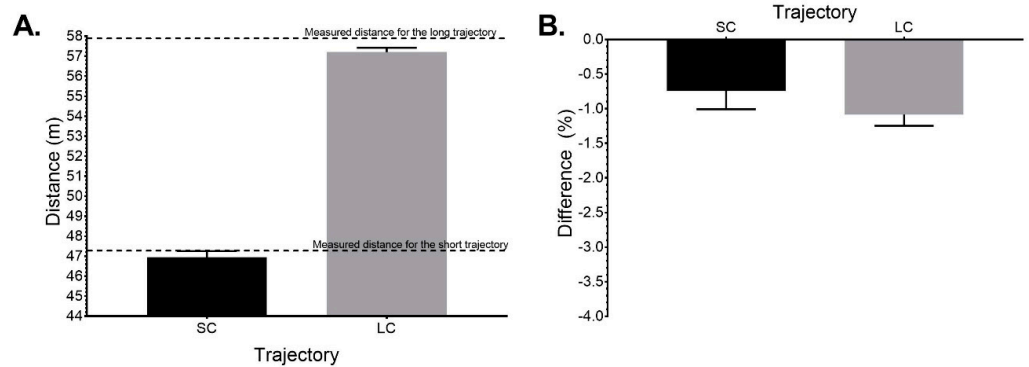 A.
Distance (m)
58
57
56
55
54
53
52
51
50
49
48
47
46
45
44
Measured distance for the long trajectory
Measured distance for the short trajectory
SC LC
Trajectory
B.
Trajectory
SC LC
Difference (%)
0.0
-0.5
-1.0
-1.5
-2.0
-2.5
-3.0
-3.5
-4.0